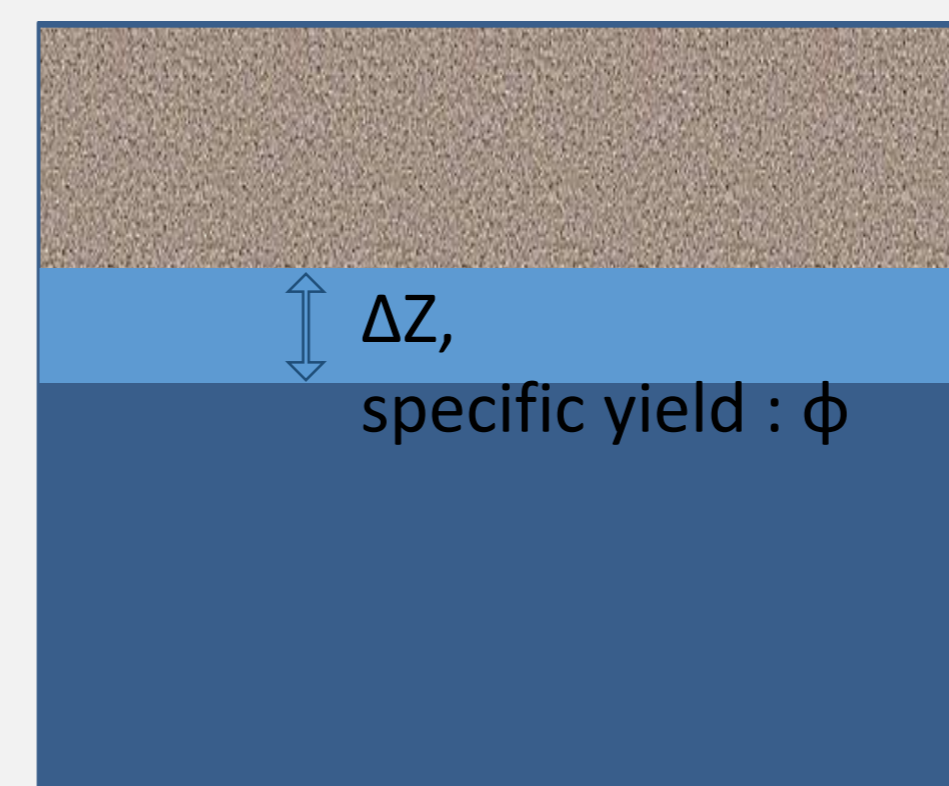 ΔZ,
specific yield : ϕ